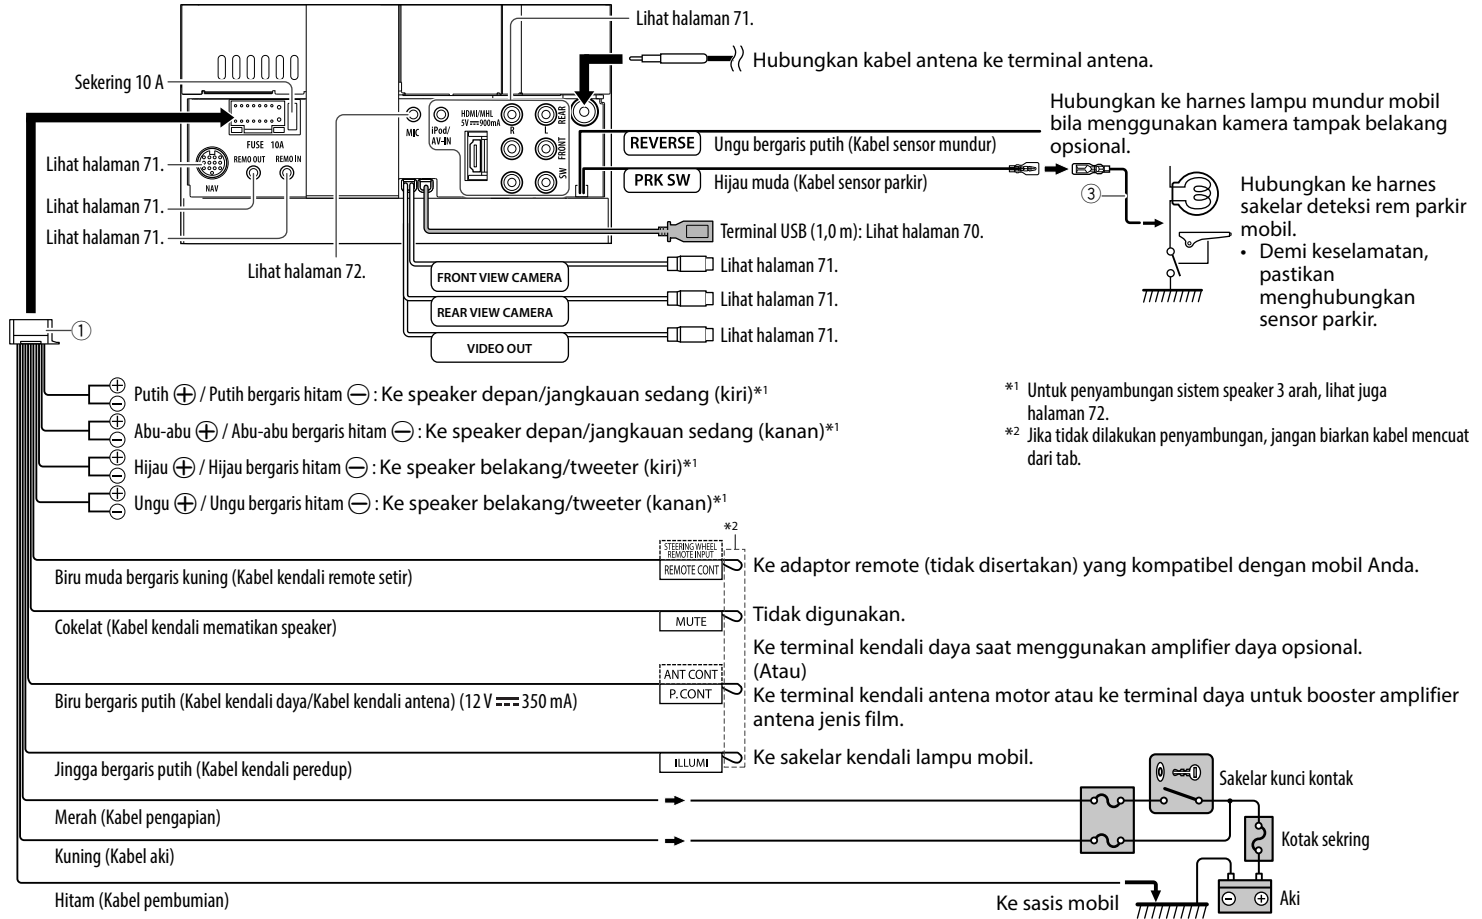 Lihat halaman 71.
Hubungkan kabel antena ke terminal antena.
Sekering 10 A
Hubungkan ke harnes lampu mundur mobil
bila menggunakan kamera tampak belakang
opsional.
MIC
iPod/
AV-IN
HDMI/MHL
5V ⎓ 900mA
R
L
REAR
FRONT
SW
FUSE 10A
REMO OUT
REMO IN
NAV
Lihat halaman 71.
Lihat halaman 71.
Lihat halaman 71.
Lihat halaman 72.
REVERSE
Ungu bergaris putih (Kabel sensor mundur)
PRK SW
Hijau muda (Kabel sensor parkir)
③
Hubungkan ke harnes
sakelar deteksi rem parkir
mobil.
• Demi keselamatan,
pastikan
menghubungkan
sensor parkir.
Terminal USB (1,0 m): Lihat halaman 70.
FRONT VIEW CAMERA
Lihat halaman 71.
REAR VIEW CAMERA
Lihat halaman 71.
VIDEO OUT
Lihat halaman 71.
①
⊕
⊖
Putih ⊕ / Putih bergaris hitam ⊖ : Ke speaker depan/jangkauan sedang (kiri)*1
⊕
⊖
Abu-abu ⊕ / Abu-abu bergaris hitam ⊖ : Ke speaker depan/jangkauan sedang (kanan)*1
⊕
⊖
Hijau ⊕ / Hijau bergaris hitam ⊖ : Ke speaker belakang/tweeter (kiri)*1
⊕
⊖
Ungu ⊕ / Ungu bergaris hitam ⊖ : Ke speaker belakang/tweeter (kanan)*1
*1 Untuk penyambungan sistem speaker 3 arah, lihat juga
halaman 72.
*2 Jika tidak dilakukan penyambungan, jangan biarkan kabel mencuat
dari tab.
*2
STEERING WHEEL
REMOTE INPUT
REMOTE CONT
Biru muda bergaris kuning (Kabel kendali remote setir)
Ke adaptor remote (tidak disertakan) yang kompatibel dengan mobil Anda.
MUTE
Cokelat (Kabel kendali mematikan speaker)
Tidak digunakan.
ANT CONT
P. CONT
Biru bergaris putih (Kabel kendali daya/Kabel kendali antena) (12 V ⎓ 350 mA)
Ke terminal kendali daya saat menggunakan amplifier daya opsional.
(Atau)
Ke terminal kendali antena motor atau ke terminal daya untuk booster amplifier
antena jenis film.
ILLUMI
Jingga bergaris putih (Kabel kendali peredup)
Ke sakelar kendali lampu mobil.
Sakelar kunci kontak
Merah (Kabel pengapian)
Kuning (Kabel aki)
Kotak sekring
Hitam (Kabel pembumian)
Ke sasis mobil
⊖ ⊕
Aki